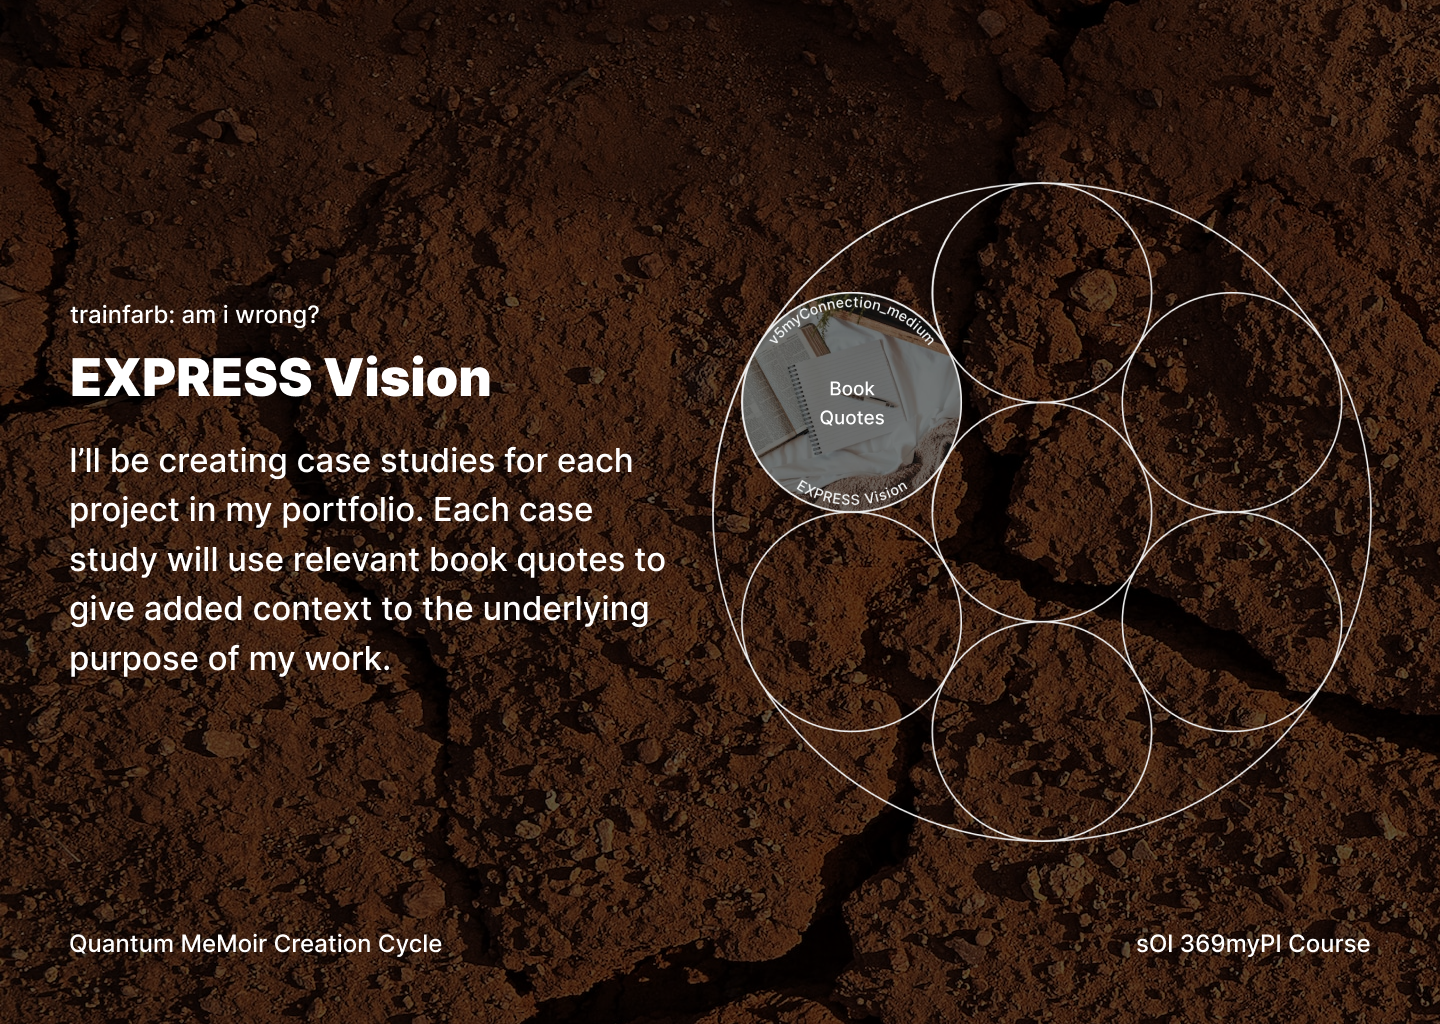 trainfarb: am i wrong?
EXPRESS Vision
I’ll be creating case studies for each
project in my portfolio. Each case
study will use relevant book quotes to
give added context to the underlying
purpose of my work.
v5myConnection_medium
Book
Quotes
EXPRESS Vision
Quantum MeMoir Creation Cycle
sOI 369myPI Course